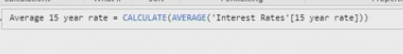 Average 15 year rate = CALCULATE(AVERAGE('Interest Rates'[15 year rate]))